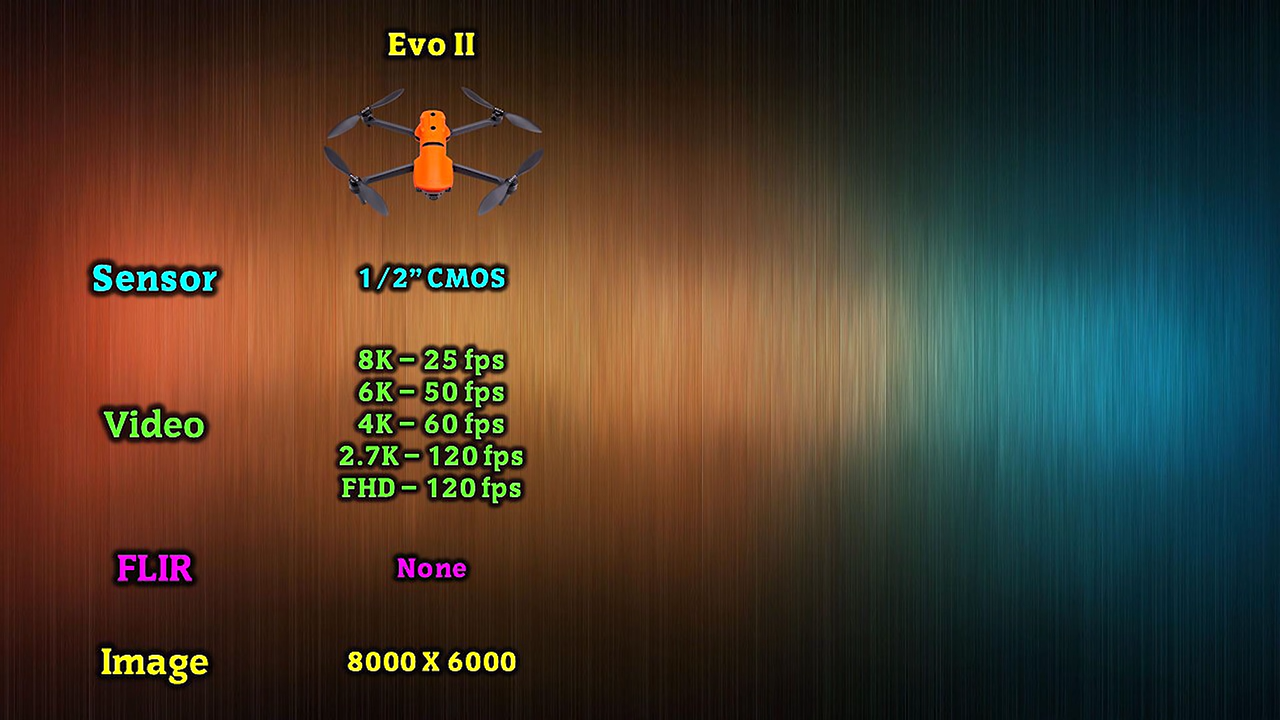 Evo II
Sensor
1/2” CMOS
Video
8K – 25 fps
6K – 50 fps
4K – 60 fps
2.7K – 120 fps
FHD – 120 fps
FLIR
None
Image
8000 X 6000